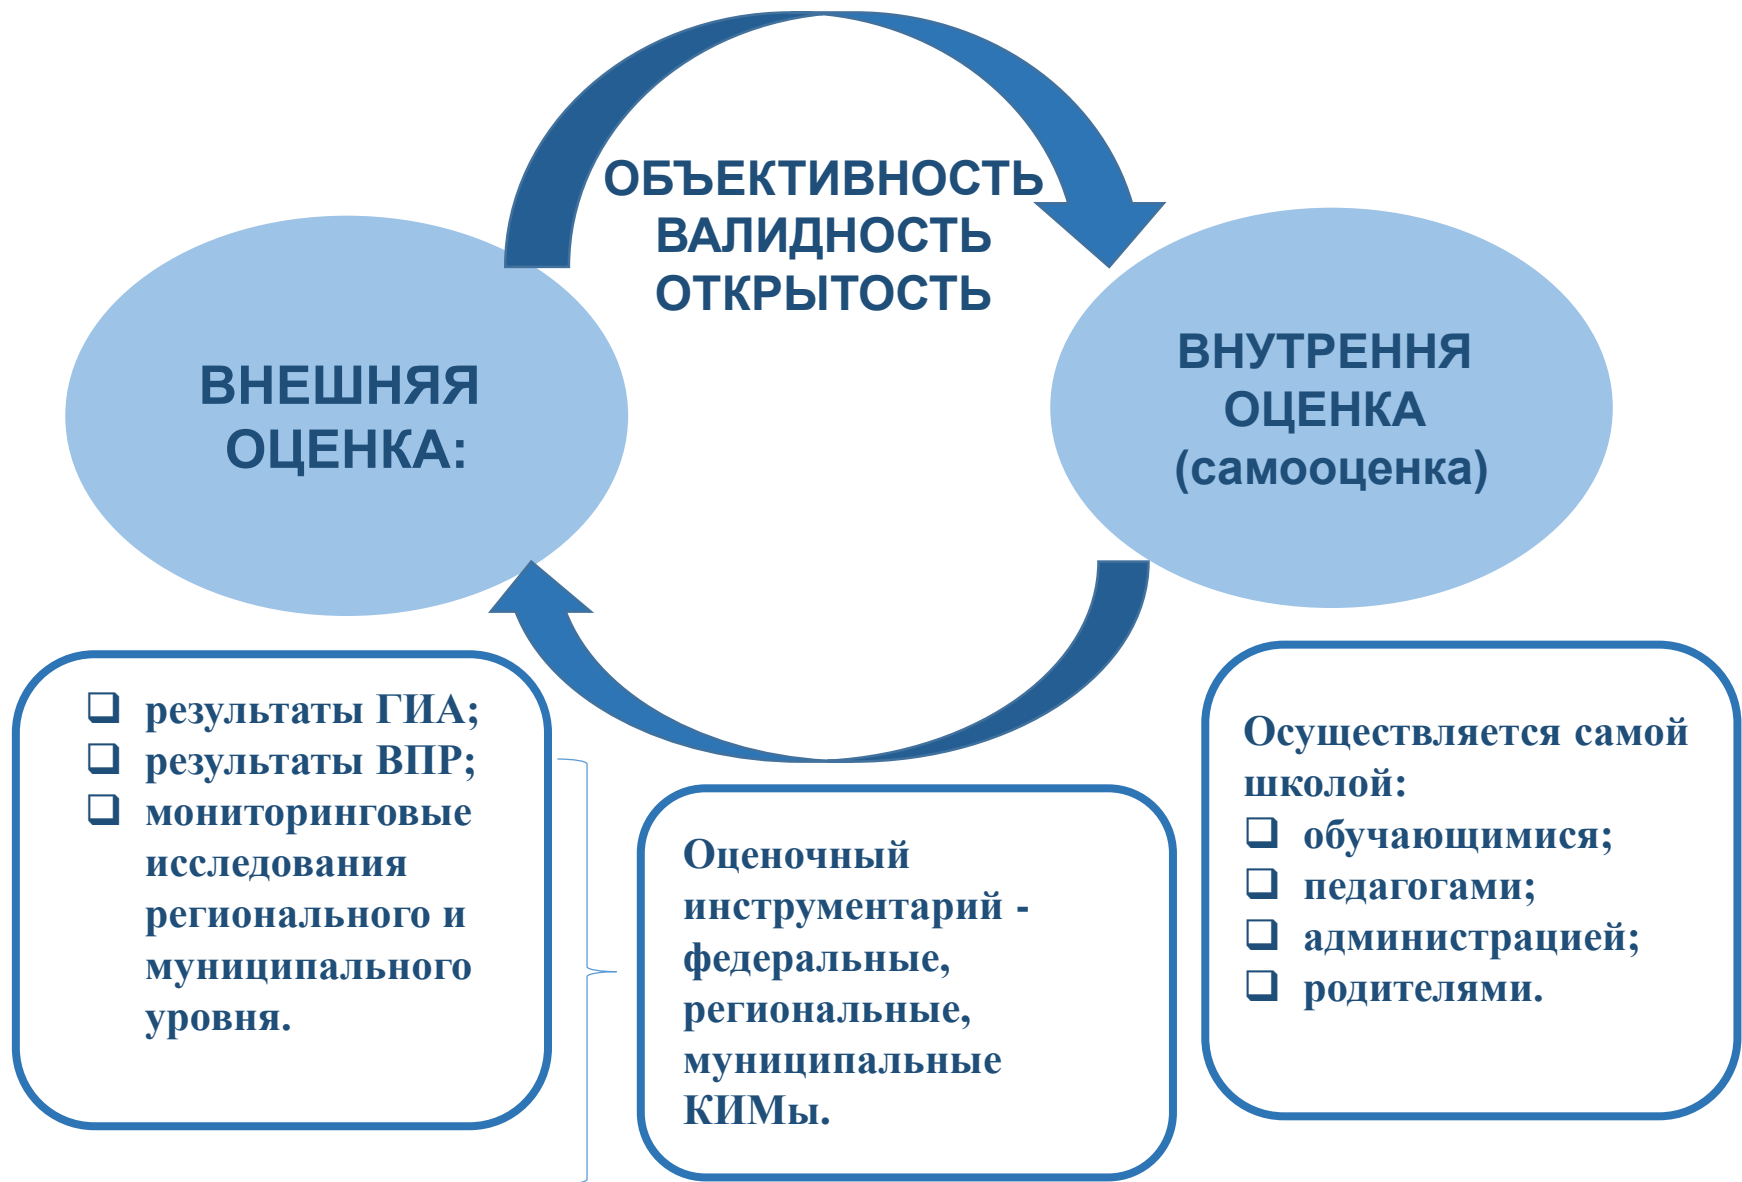 ОБЪЕКТИВНОСТЬ
ВАЛИДНОСТЬ
ОТКРЫТОСТЬ
ВНЕШНЯЯ
ОЦЕНКА:
ВНУТРЕННЯ
ОЦЕНКА
(самооценка)
результаты ГИА;
результаты ВПР;
мониторинговые
исследования
регионального и
муниципального
уровня.
Оценочный
инструментарий -
федеральные,
региональные,
муниципальные
КИМы.
Осуществляется самой
школой:
обучающимися;
педагогами;
администрацией;
родителями.